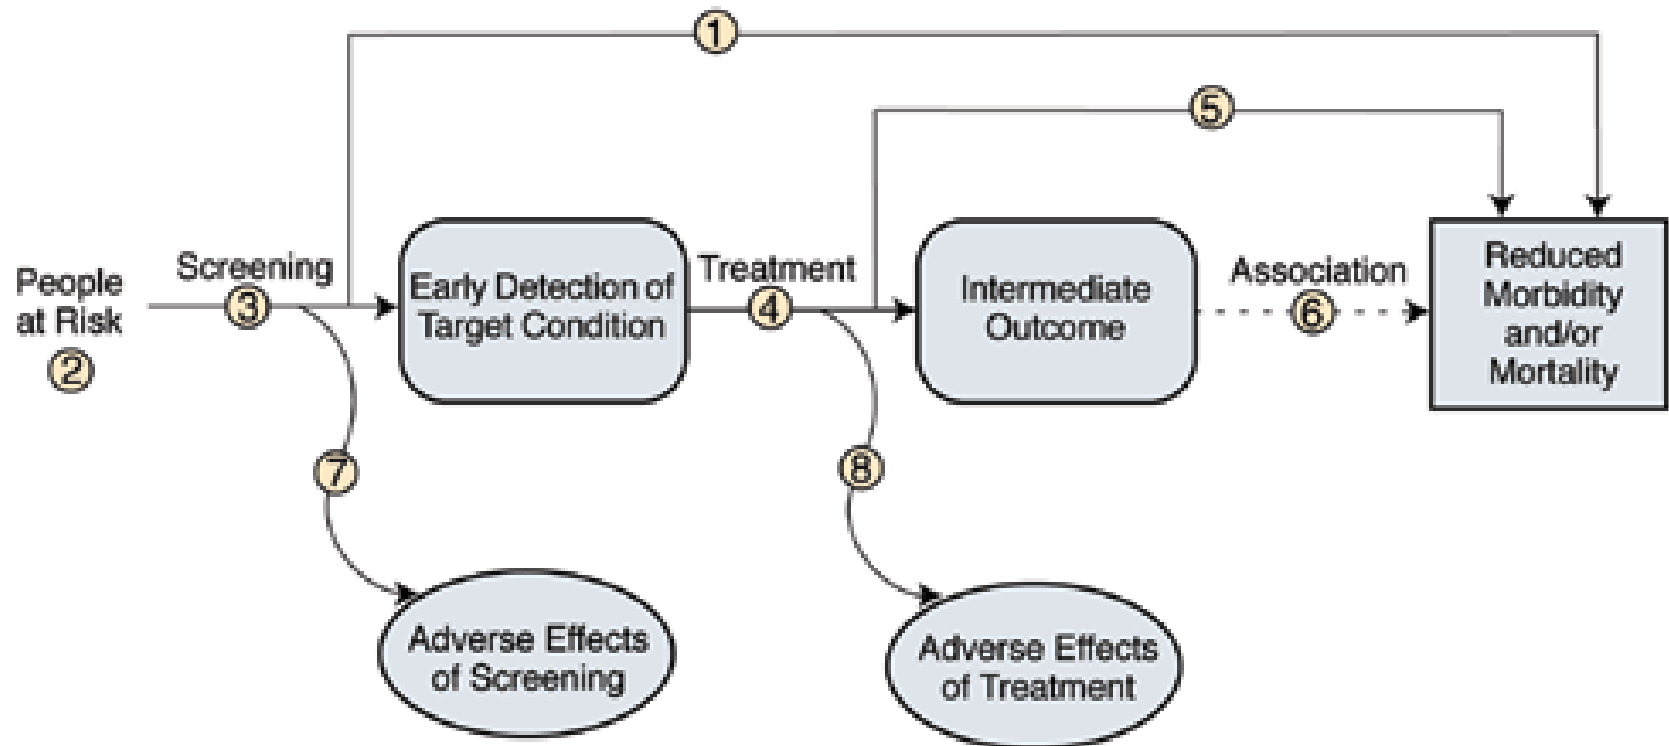 1
5
Screening
People
at Risk
2
3
Early Detection of
Target Condition
Treatment
4
Intermediate
Outcome
Association
6
Reduced
Morbidity
and/or
Mortality
7
8
Adverse Effects
of Screening
Adverse Effects
of Treatment